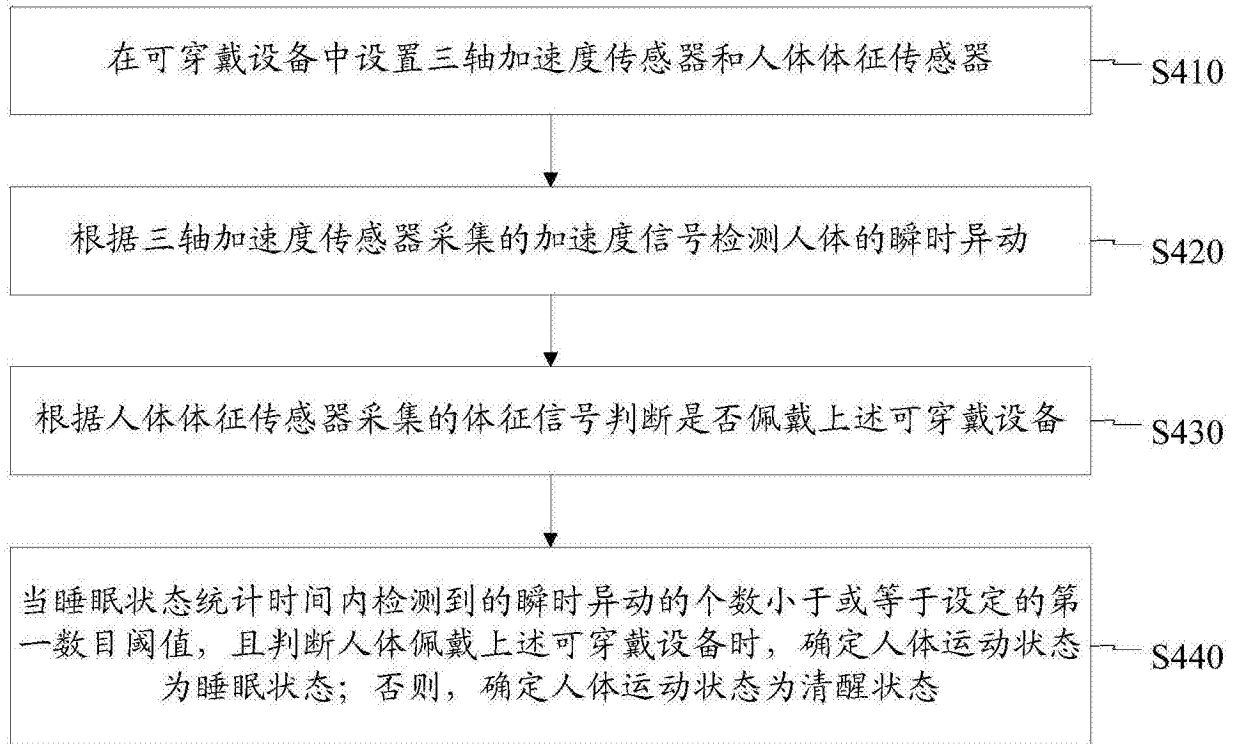 在可穿戴设备中设置三轴加速度传感器和人体体征传感器
S410
根据三轴加速度传感器采集的加速度信号检测人体的瞬时异动
S420
根据人体体征传感器采集的体征信号判断是否佩戴上述可穿戴设备
S430
当睡眠状态统计时间内检测到的瞬时异动的个数小于或等于设定的第
一数目阈值，且判断人体佩戴上述可穿戴设备时，确定人体运动状态
为睡眠状态；否则，确定人体运动状态为清醒状态
S440